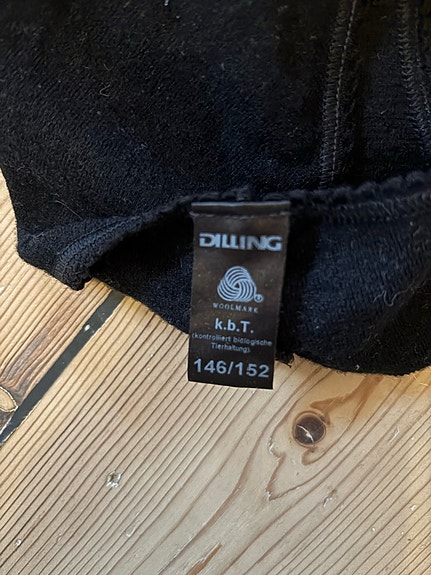 DILLING
WOOLMARK
®
k.b.T.
(kontrolliert biologische
Tierhaltung)
146/152